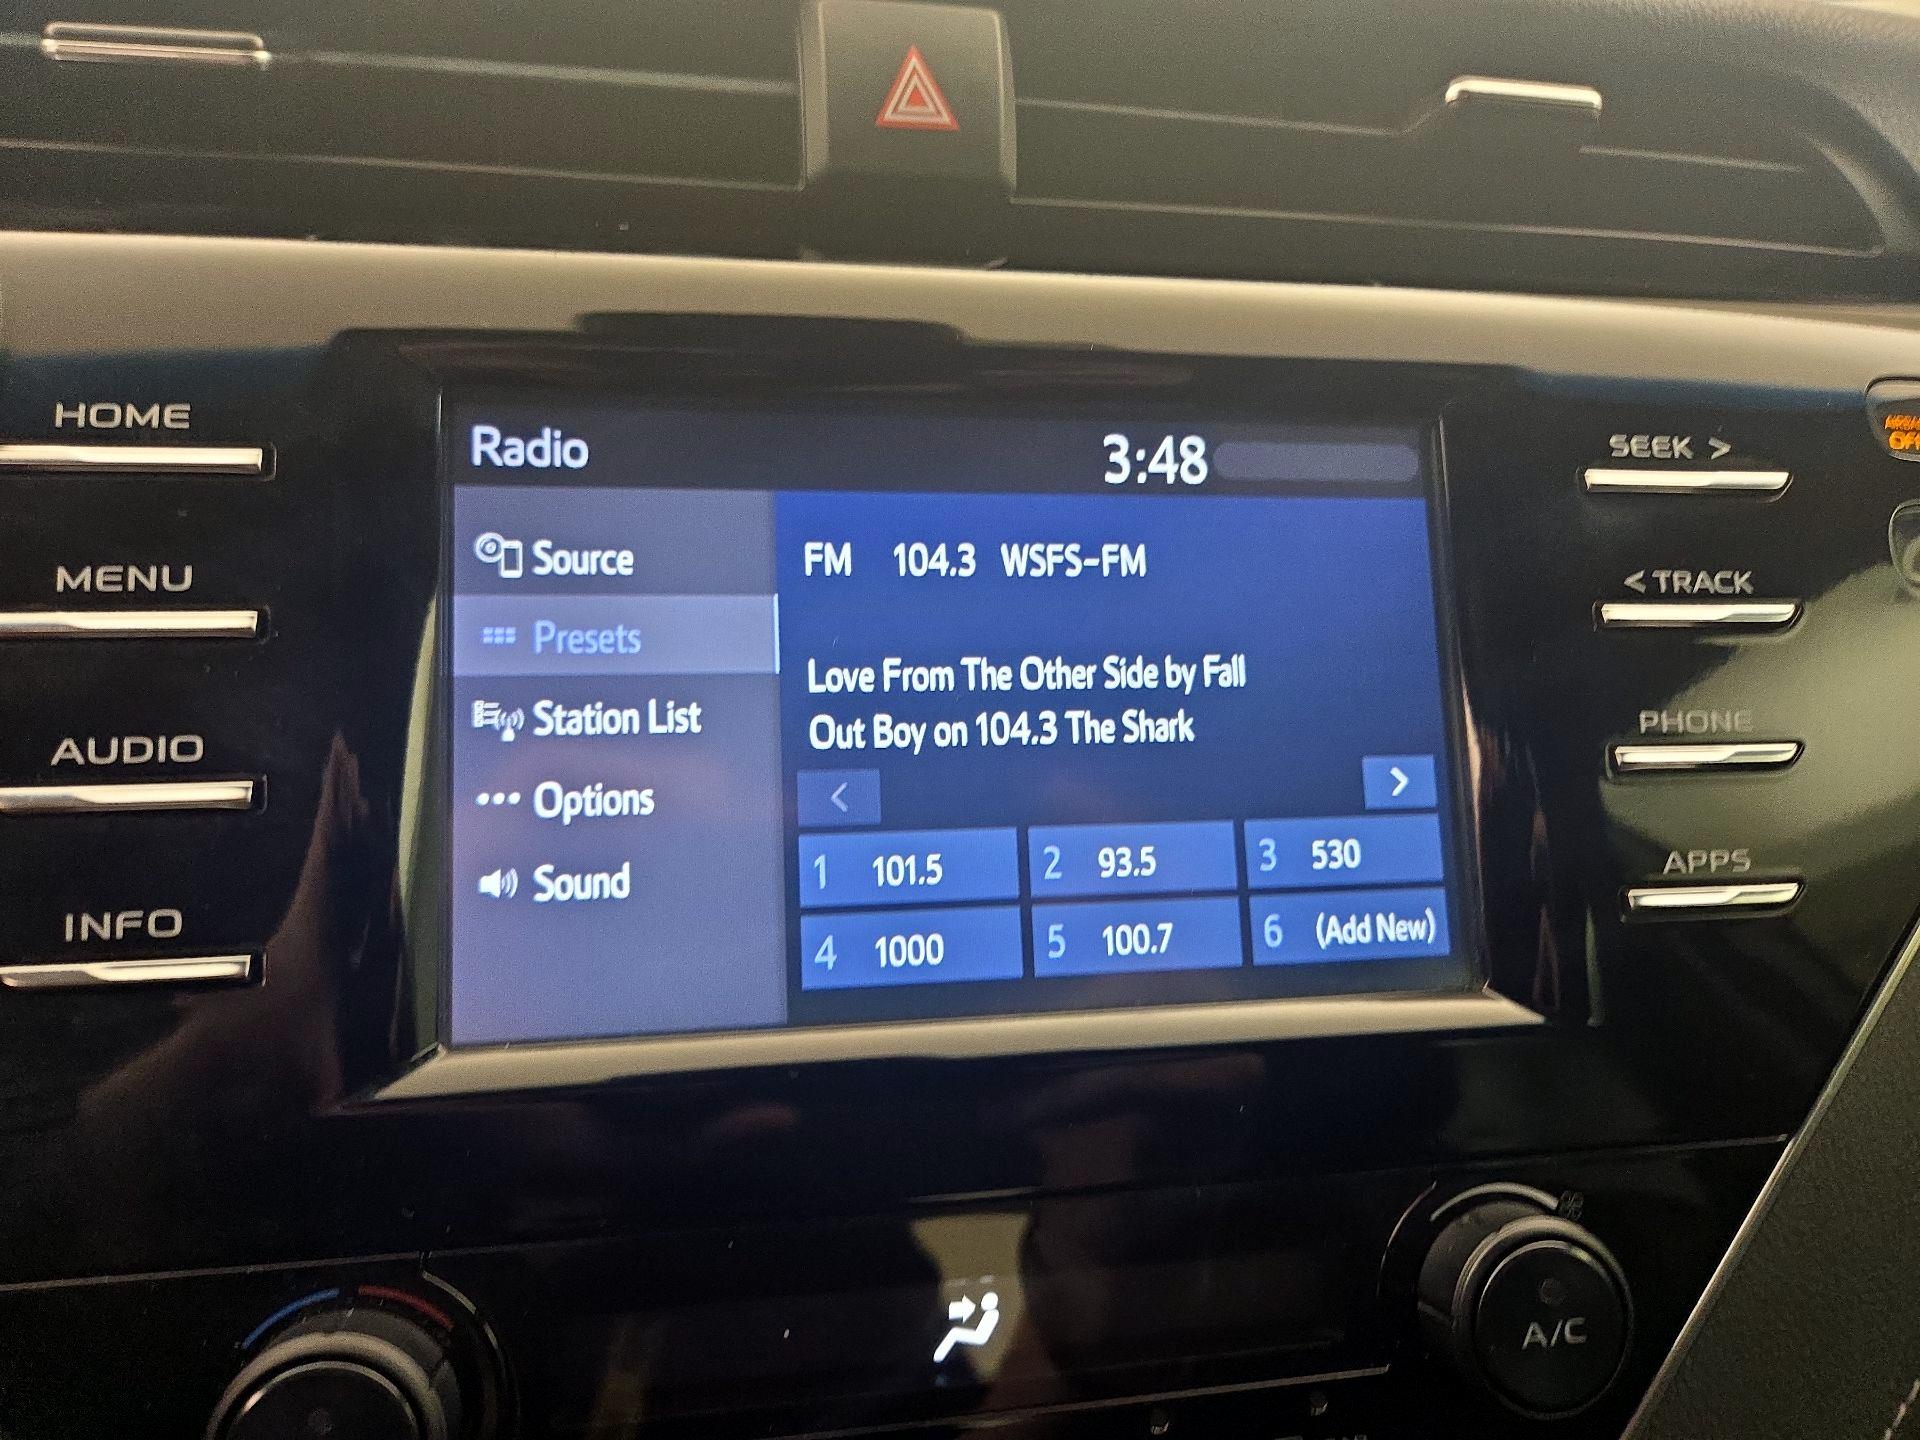 HOME
MENU
AUDIO
INFO
Radio
3:48
Source
Presets
Station List
Options
Sound
FM 104.3 WSFS-FM
Love From The Other Side by Fall
Out Boy on 104.3 The Shark
<
>
1 101.5
2 93.5
3 530
4 1000
5 100.7
6 (Add New)
SEEK >
< TRACK
PHONE
APPS
A/C